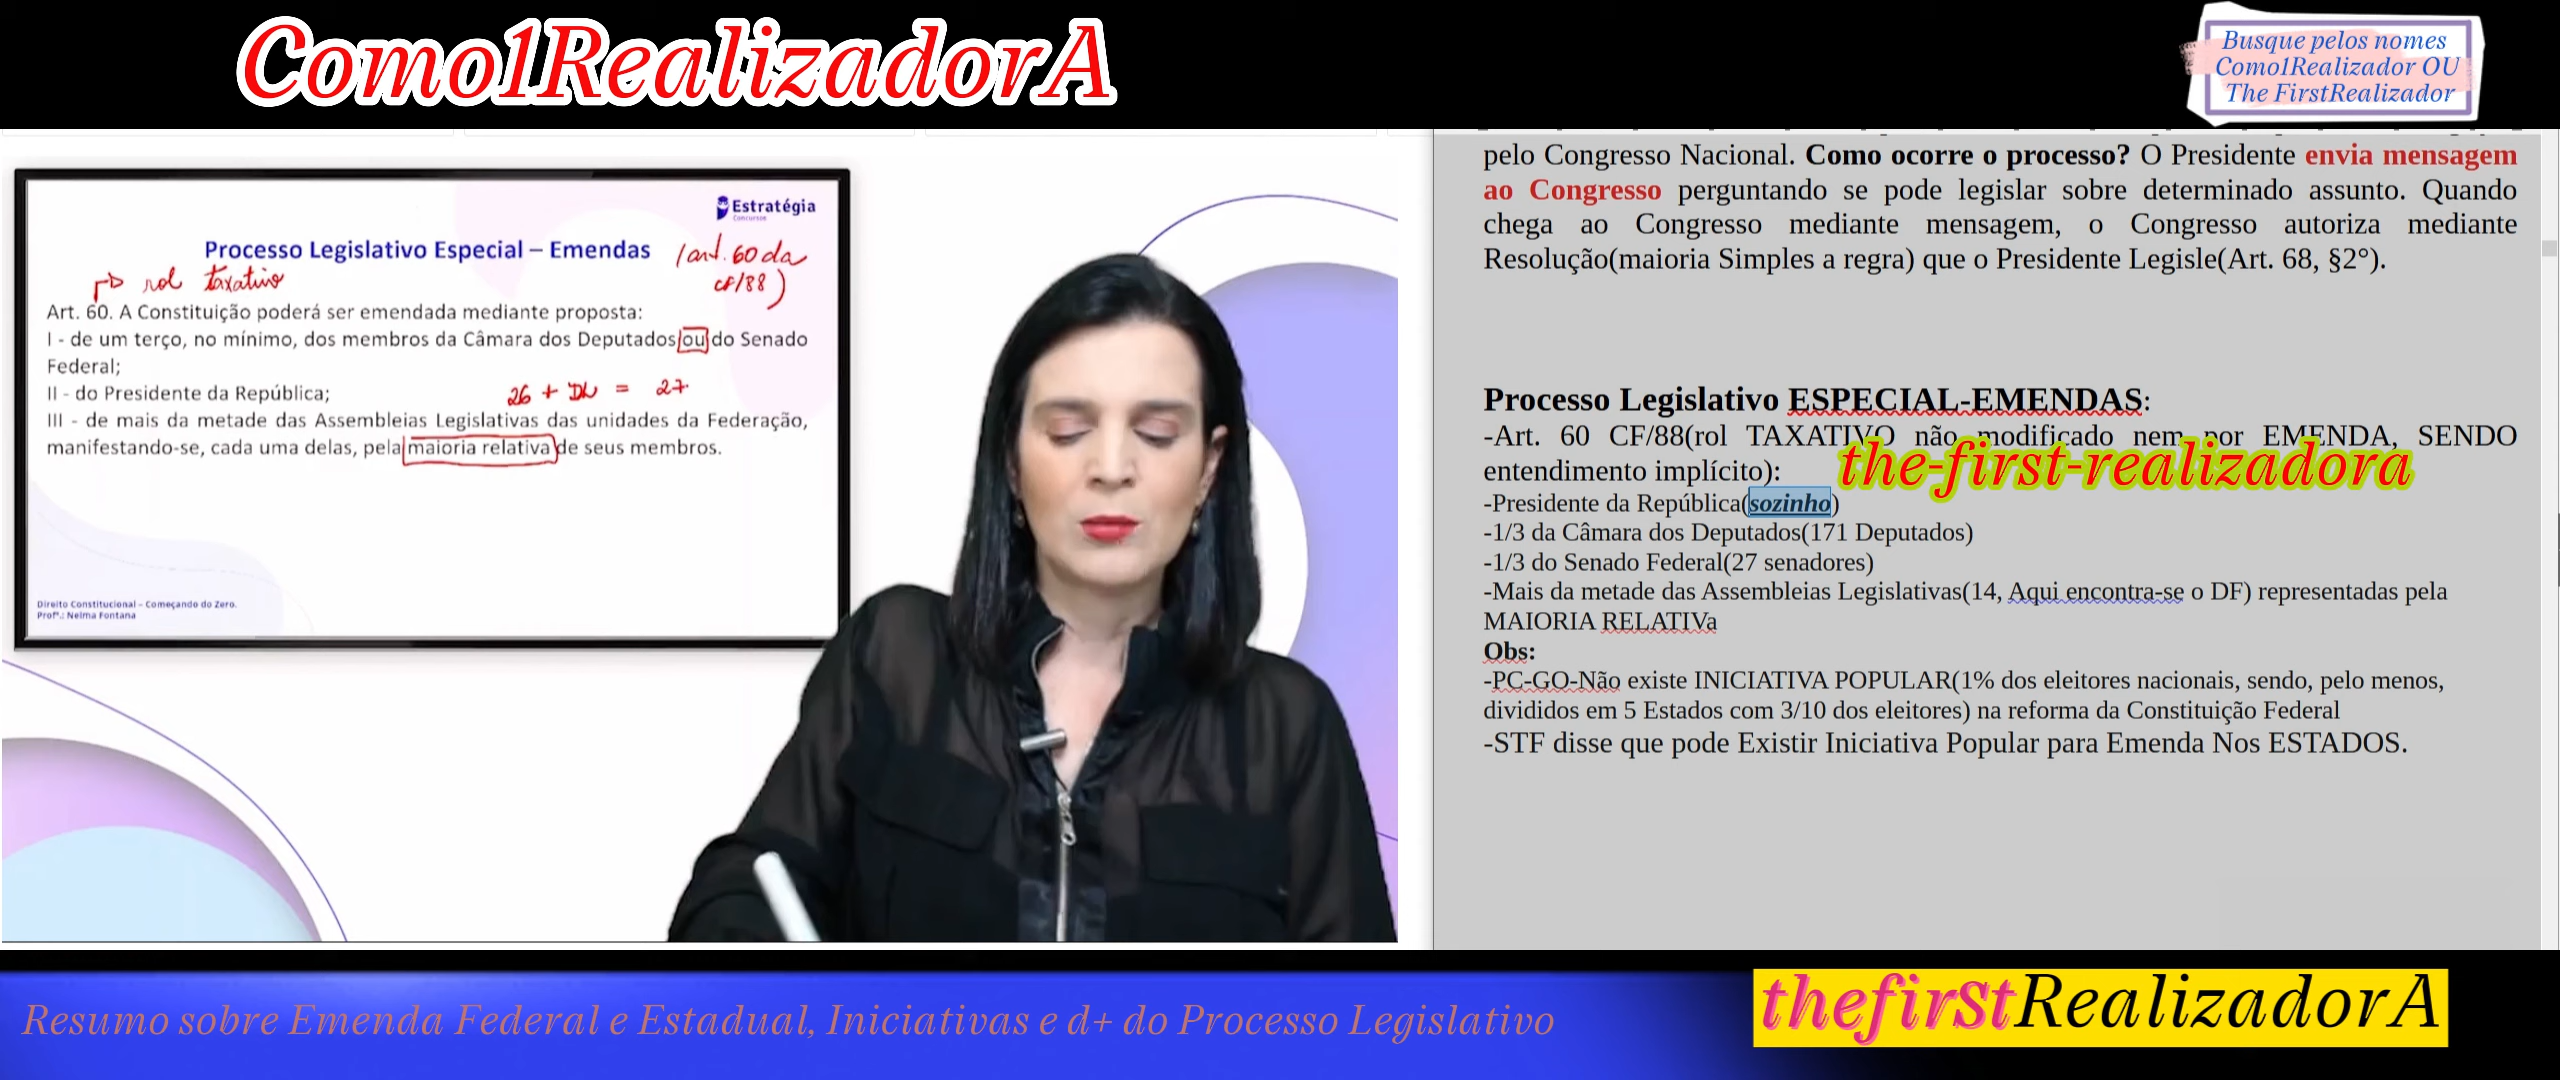 Como1RealizadorA
Busque pelos nomes
Como1Realizador OU
The FirstRealizador
Estratégia
Concursos
Processo Legislativo Especial – Emendas
(art. 60 da
CF/88)
rol taxativo
Art. 60. A Constituição poderá ser emendada mediante proposta:
I - de um terço, no mínimo, dos membros da Câmara dos Deputados ou do Senado
Federal;
II - do Presidente da República;
26 + = 27
III - de mais da metade das Assembleias Legislativas das unidades da Federação,
manifestando-se, cada uma delas, pela maioria relativa de seus membros.
Direito Constitucional – Começando do Zero.
Profª.: Nelma Fontana
pelo Congresso Nacional. Como ocorre o processo? O Presidente envia mensagem
ao Congresso perguntando se pode legislar sobre determinado assunto. Quando
chega ao Congresso mediante mensagem, o Congresso autoriza mediante
Resolução(maioria Simples a regra) que o Presidente Legisle(Art. 68, §2°).
Processo Legislativo ESPECIAL-EMENDAS:
-Art. 60 CF/88(rol TAXATIVO não modificado nem por EMENDA, SENDO
entendimento implícito):
the-first-realizadora
-Presidente da República(sozinho)
-1/3 da Câmara dos Deputados(171 Deputados)
-1/3 do Senado Federal(27 senadores)
-Mais da metade das Assembleias Legislativas(14, Aqui encontra-se o DF) representadas pela
MAIORIA RELATIVa
Obs:
-PC-GO-Não existe INICIATIVA POPULAR(1% dos eleitores nacionais, sendo, pelo menos,
divididos em 5 Estados com 3/10 dos eleitores) na reforma da Constituição Federal
-STF disse que pode Existir Iniciativa Popular para Emenda Nos ESTADOS.
Resumo sobre Emenda Federal e Estadual, Iniciativas e d+ do Processo Legislativo
thefirStRealizadorA